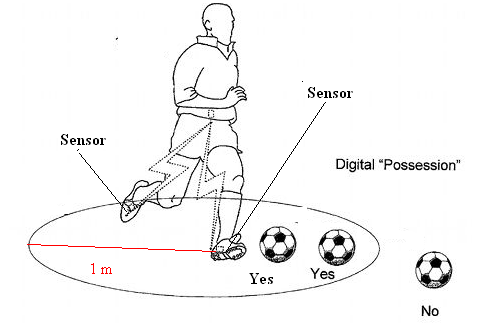 Sensor
Sensor
Digital “Possession”
1 m
Yes
Yes
No